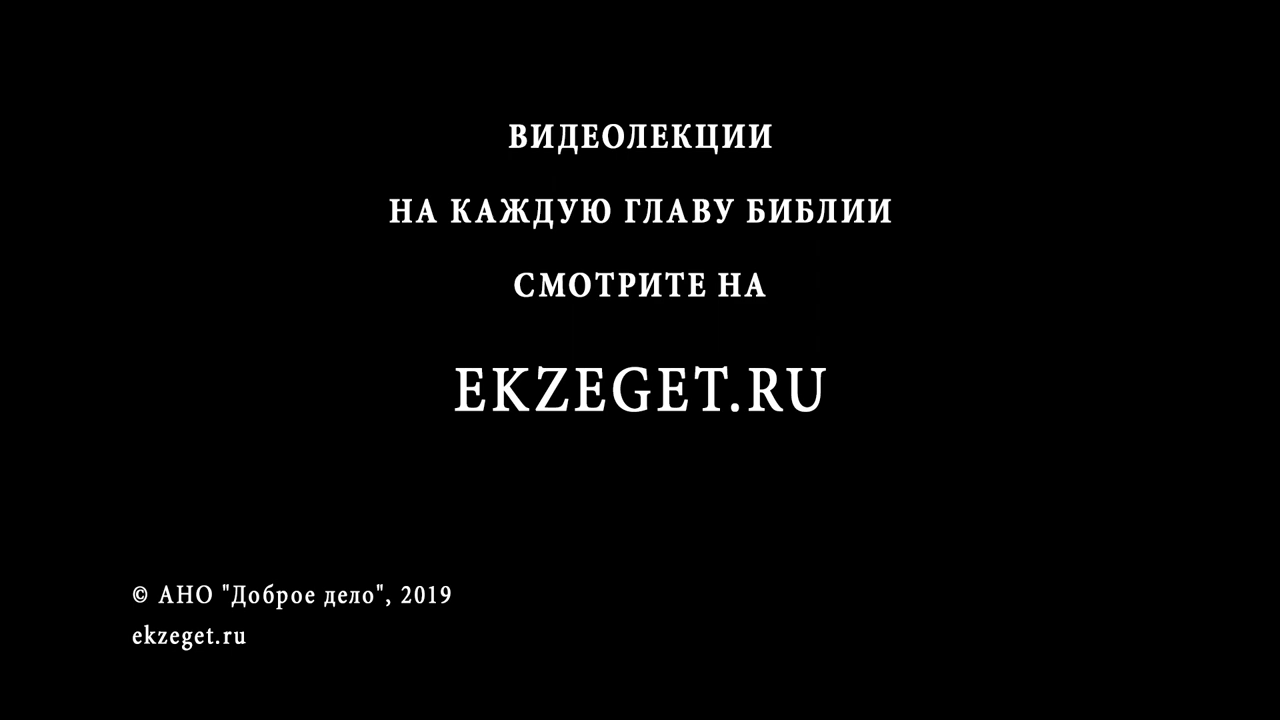 ВИДЕОЛЕКЦИИ
НА КАЖДУЮ ГЛАВУ БИБЛИИ
СМОТРИТЕ НА
EKZEGET.RU
© АНО "Доброе дело", 2019
ekzeget.ru